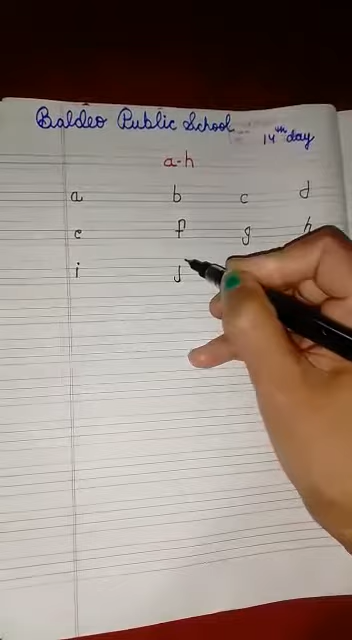 Baldeo Public School
14th day
a-h
a b c d
e f g h
i j